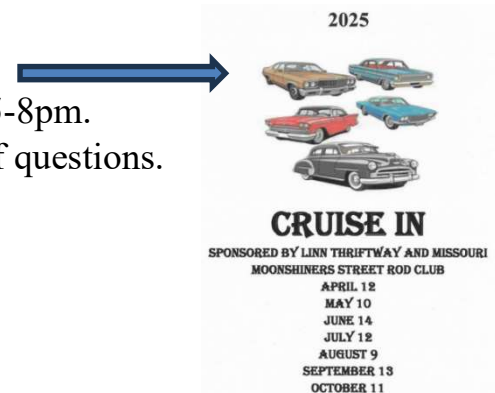 2025
-8pm.
questions.
CRUISE IN
SPONSORED BY LINN THRIFTWAY AND MISSOURI
MOONSHINERS STREET ROD CLUB
APRIL 12
MAY 10
JUNE 14
JULY 12
AUGUST 9
SEPTEMBER 13
OCTOBER 11